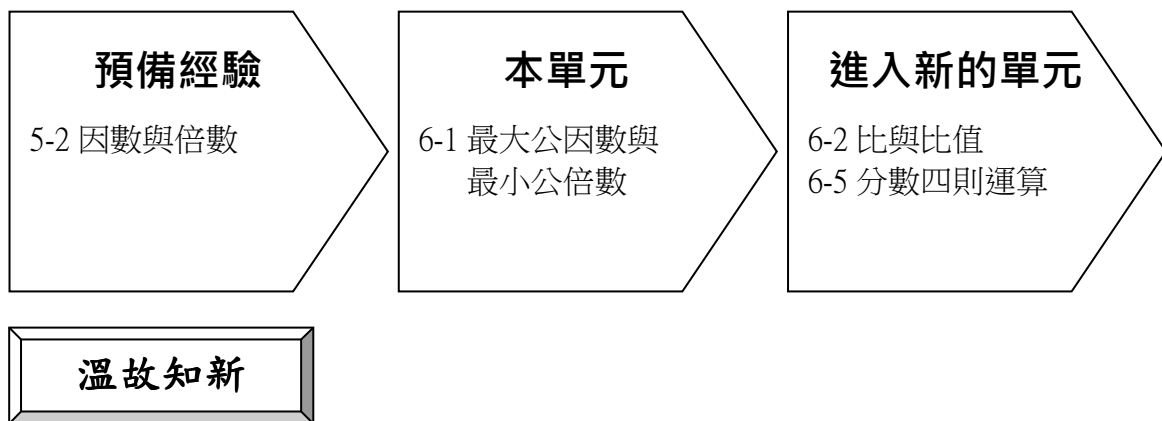 預備經驗
5-2 因數與倍數
本單元
6-1 最大公因數與
最小公倍數
進入新的單元
6-2 比與比值
6-5 分數四則運算
溫故知新